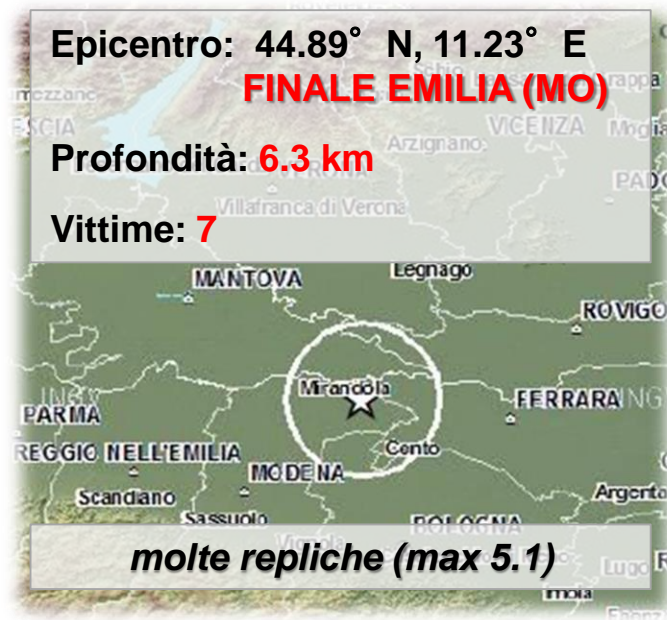 Epicentro: 44.89° N, 11.23° E
FINALE EMILIA (MO)
Profondità: 6.3 km
Vittime: 7
Arzignano
VICENZA
Villafranca di Verona
MANTOVA
Legnago
ROVIGO
Mirandola
PARMA
FERRARA
REGGIO NELL'EMILIA
Cento
MODENA
Scandiano
Argenta
Sassuolo
BOLOGNA
molte repliche (max 5.1)
Lugo
Imola